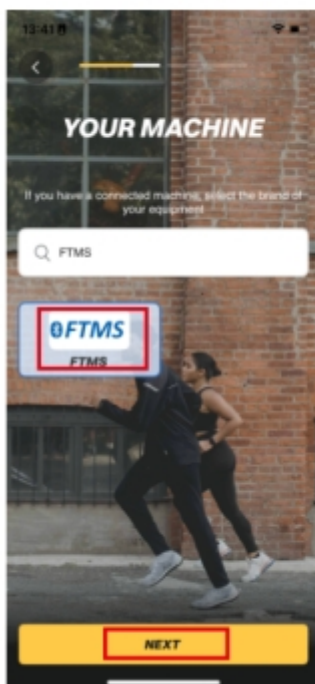 13:41
YOUR MACHINE
If you have a connected machine, select the brand of
your equipment
FTMS
FTMS
FTMS
NEXT